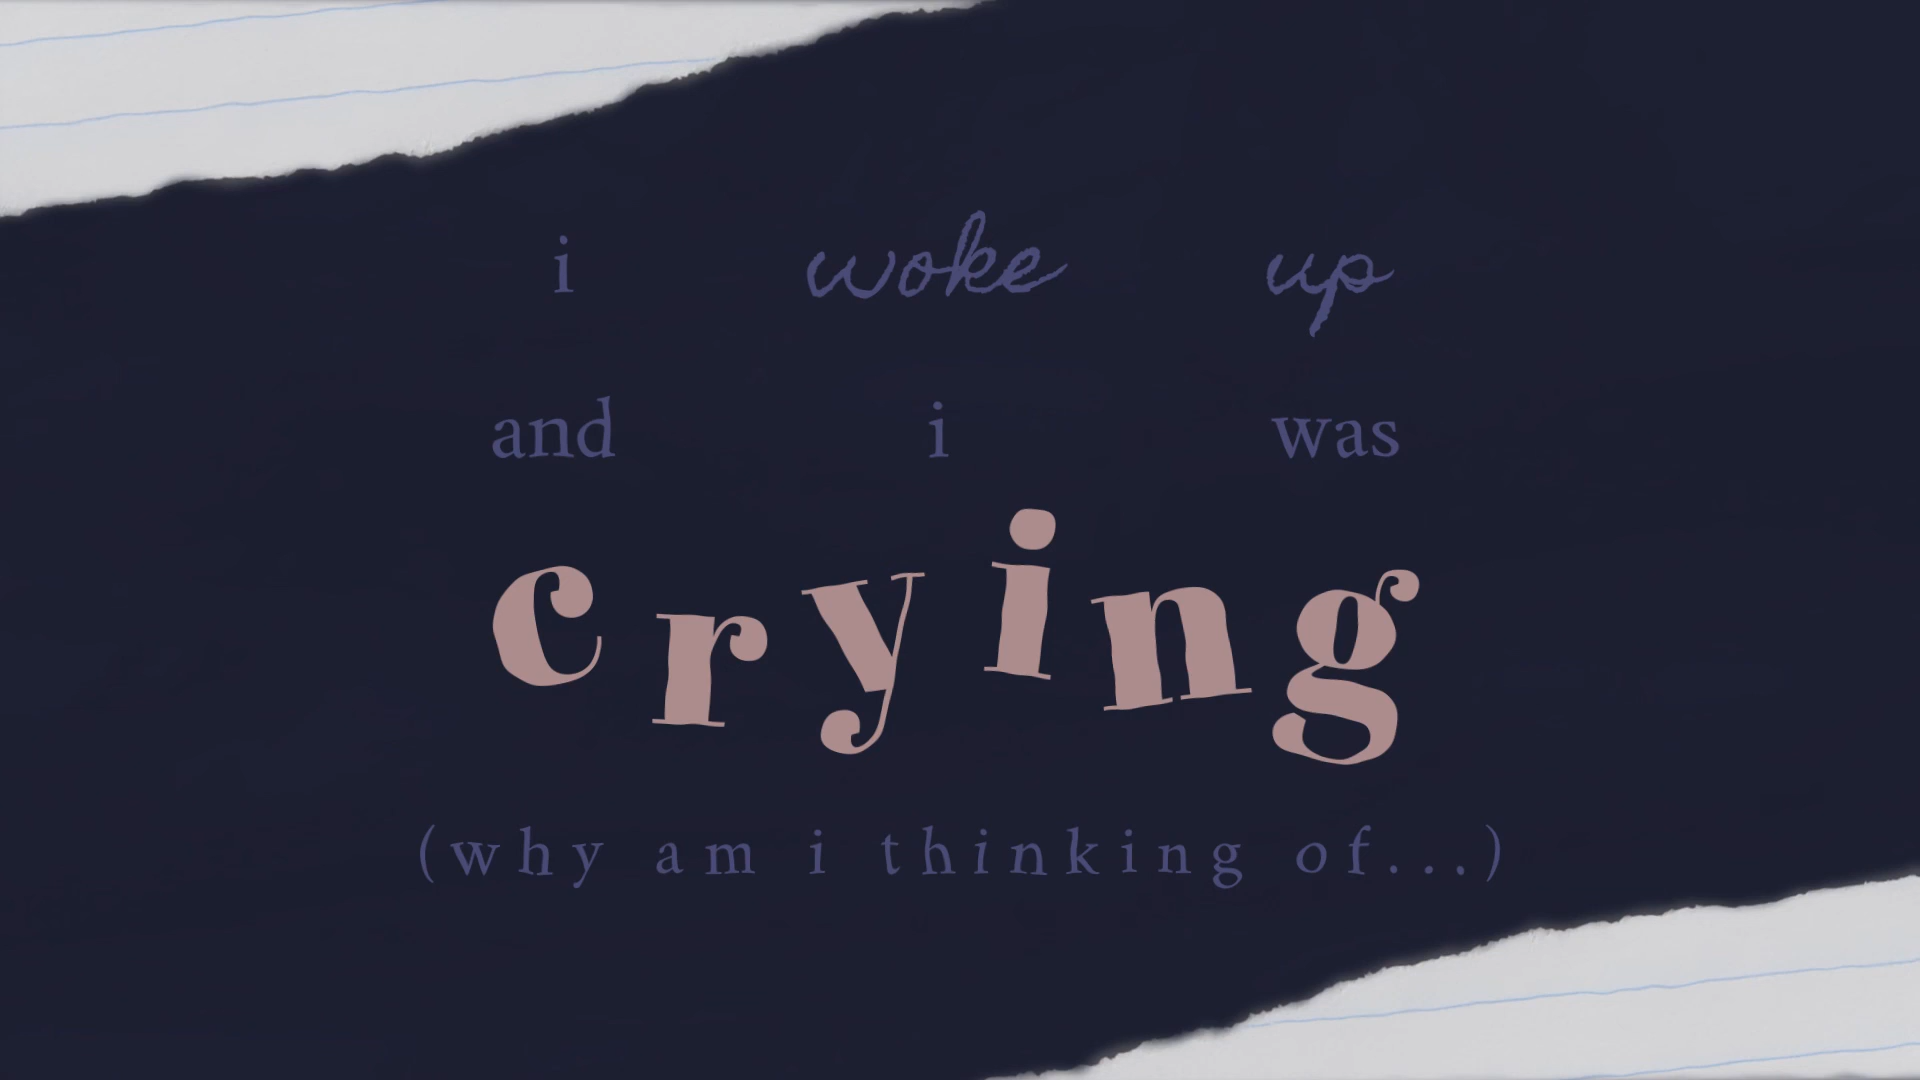 i woke up
and i was
crying
(why am i thinking of...)